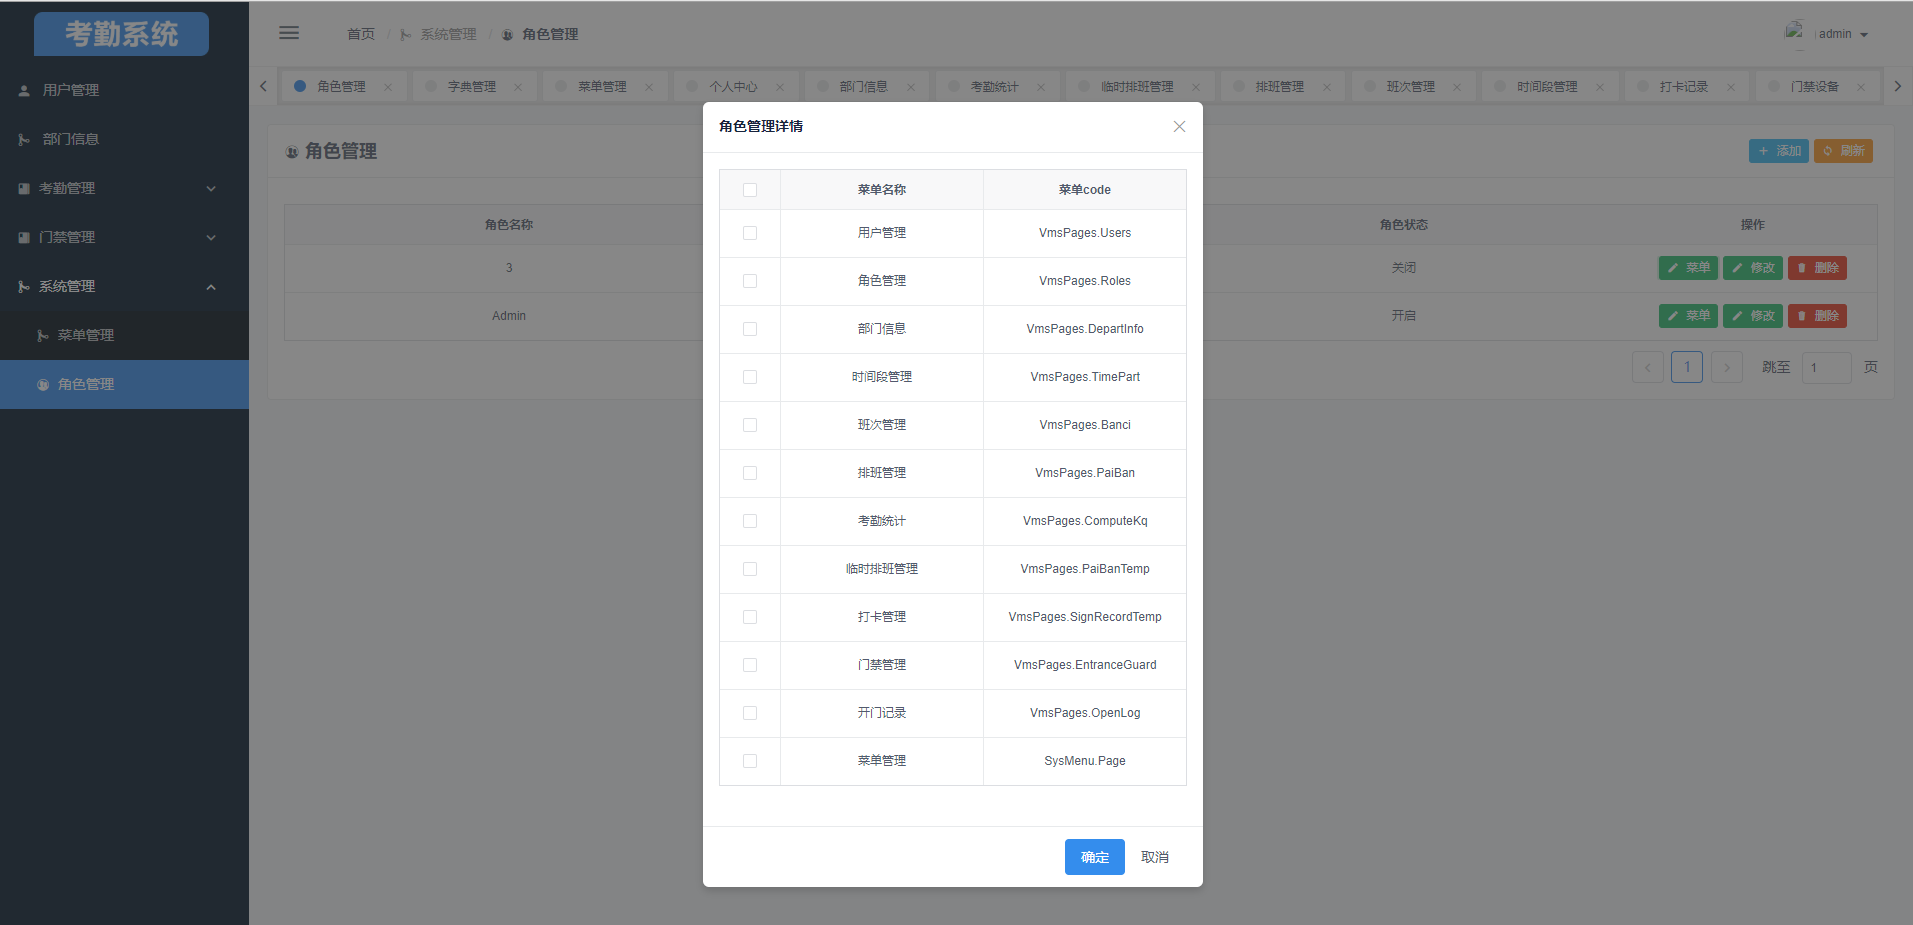 考勤系统
用户管理
部门信息
考勤管理
门禁管理
系统管理
菜单管理
角色管理
首页 / 系统管理 / 角色管理
admin
角色管理 字典管理 菜单管理 个人中心 部门信息 考勤统计 临时排班管理 排班管理 班次管理 时间段管理 打卡记录 门禁设备
角色管理
添加 刷新
角色名称 角色状态 操作
3 关闭 菜单 修改 删除
Admin 开启 菜单 修改 删除
1 跳至 1 页
角色管理详情
菜单名称 菜单code
用户管理 VmsPages.Users
角色管理 VmsPages.Roles
部门信息 VmsPages.DepartInfo
时间段管理 VmsPages.TimePart
班次管理 VmsPages.Banci
排班管理 VmsPages.PaiBan
考勤统计 VmsPages.ComputeKq
临时排班管理 VmsPages.PaiBanTemp
打卡管理 VmsPages.SignRecordTemp
门禁管理 VmsPages.EntranceGuard
开门记录 VmsPages.OpenLog
菜单管理 SysMenu.Page
确定 取消